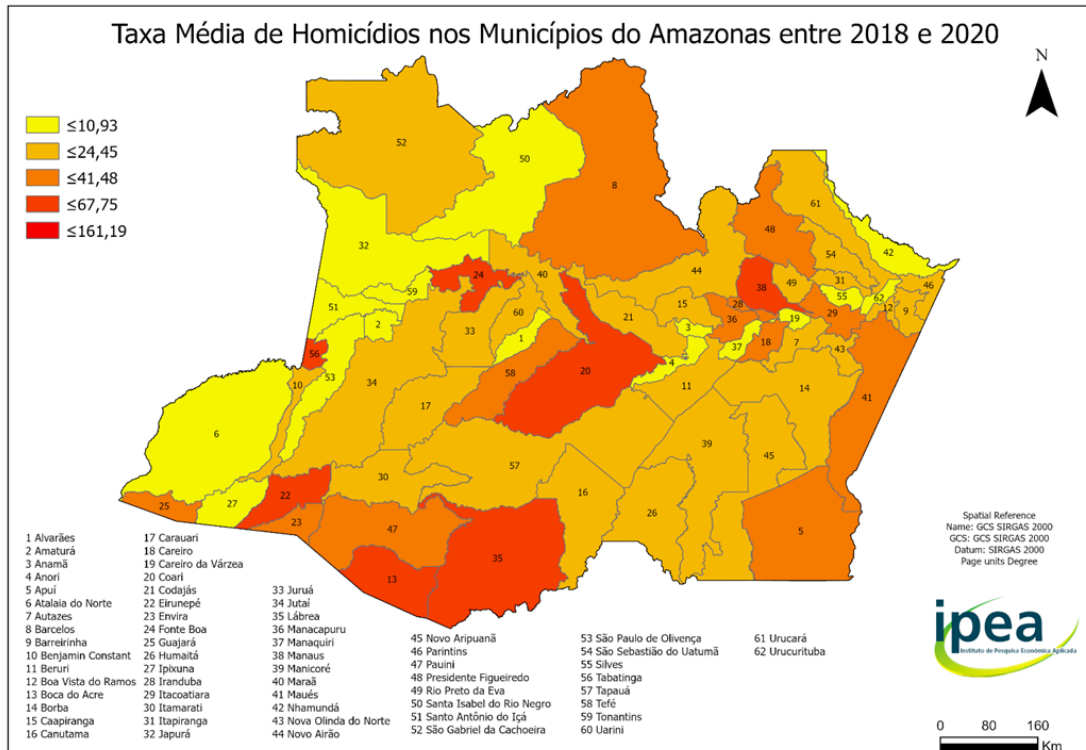 Taxa Média de Homicídios nos Municípios do Amazonas entre 2018 e 2020
N
≤10,93
≤24,45
≤41,48
≤67,75
≤161,19
52
50
8
61
48
42
32
54
44
24
40
38
49
31
46
59
55
62
12
9
51
2
33
60
21
15
28
36
29
1
3
19
56
37
18
7
43
53
58
20
4
10
34
17
11
14
41
6
39
45
57
22
30
16
25
27
23
47
26
5
35
13
Spatial Reference
Name: GCS SIRGAS 2000
GCS: GCS SIRGAS 2000
Datum: SIRGAS 2000
Page units Degree
1 Alvarães
2 Amaturá
3 Anamã
4 Anori
5 Apuí
6 Atalaia do Norte
7 Autazes
8 Barcelos
9 Barreirinha
10 Benjamin Constant
11 Beruri
12 Boa Vista do Ramos
13 Boca do Acre
14 Borba
15 Caapiranga
16 Canutama
17 Carauari
18 Careiro
19 Careiro da Várzea
20 Coari
21 Codajás
22 Eirunepé
23 Envira
24 Fonte Boa
25 Guajará
26 Humaitá
27 Ipixuna
28 Iranduba
29 Itacoatiara
30 Itamarati
31 Itapiranga
32 Japurá
33 Juruá
34 Jutaí
35 Lábrea
36 Manacapuru
37 Manaquiri
38 Manaus
39 Manicoré
40 Maraã
41 Maués
42 Nhamundá
43 Nova Olinda do Norte
44 Novo Airão
45 Novo Aripuanã
46 Parintins
47 Pauini
48 Presidente Figueiredo
49 Rio Preto da Eva
50 Santa Isabel do Rio Negro
51 Santo Antônio do Içá
52 São Gabriel da Cachoeira
53 São Paulo de Olivença
54 São Sebastião do Uatumã
55 Silves
56 Tabatinga
57 Tapauá
58 Tefé
59 Tonantins
60 Uarini
61 Urucará
62 Urucurituba
ipea
Instituto de Pesquisa Econômica Aplicada
0 80 160
Km